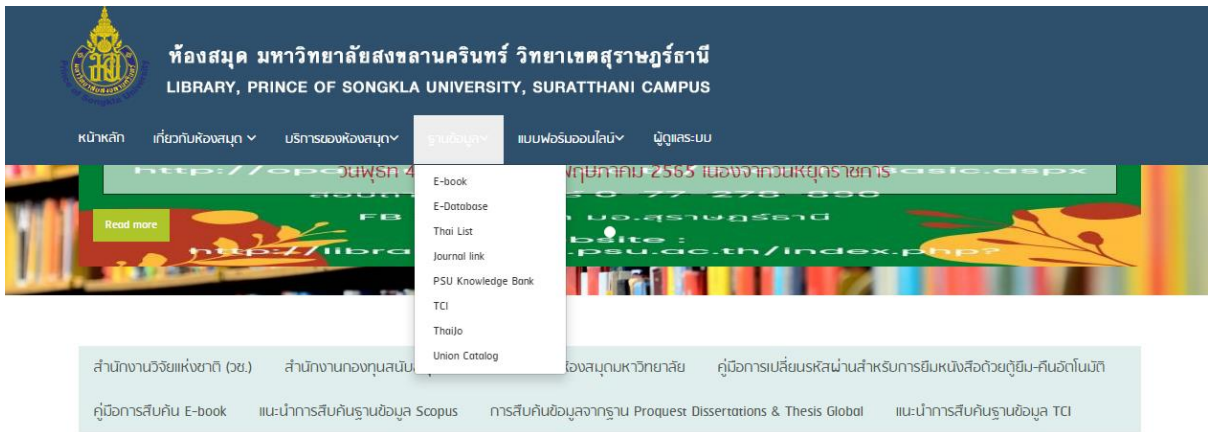 Prince of Songkla University
ห้องสมุด มหาวิทยาลัยสงขลานครินทร์ วิทยาเขตสุราษฎร์ธานี
LIBRARY, PRINCE OF SONGKLA UNIVERSITY, SURATTHANI CAMPUS
หน้าหลัก เกี่ยวกับห้องสมุด บริการของห้องสมุด ฐานข้อมูล แบบฟอร์มออนไลน์ ผู้ดูแลระบบ
2565 เนื่องจากวันหยุดราชการ
0-77-278-890
FB มอ.สุราษฎร์ธานี
Read more
E-book
E-Database
Thai List
Journal link
PSU Knowledge Bank
TCI
ThaiJo
Union Catalog
สำนักงานวิจัยแห่งชาติ (วช.) ห้องสมุดมหาวิทยาลัย คู่มือการเปลี่ยนรหัสผ่านสำหรับการยืมหนังสือด้วยตู้ยืม-คืนอัตโนมัติ
คู่มือการสืบค้น E-book แนะนำการสืบค้นฐานข้อมูล Scopus การสืบค้นข้อมูลจากฐาน Proquest Dissertations & Thesis Global แนะนำการสืบค้นฐานข้อมูล TCI